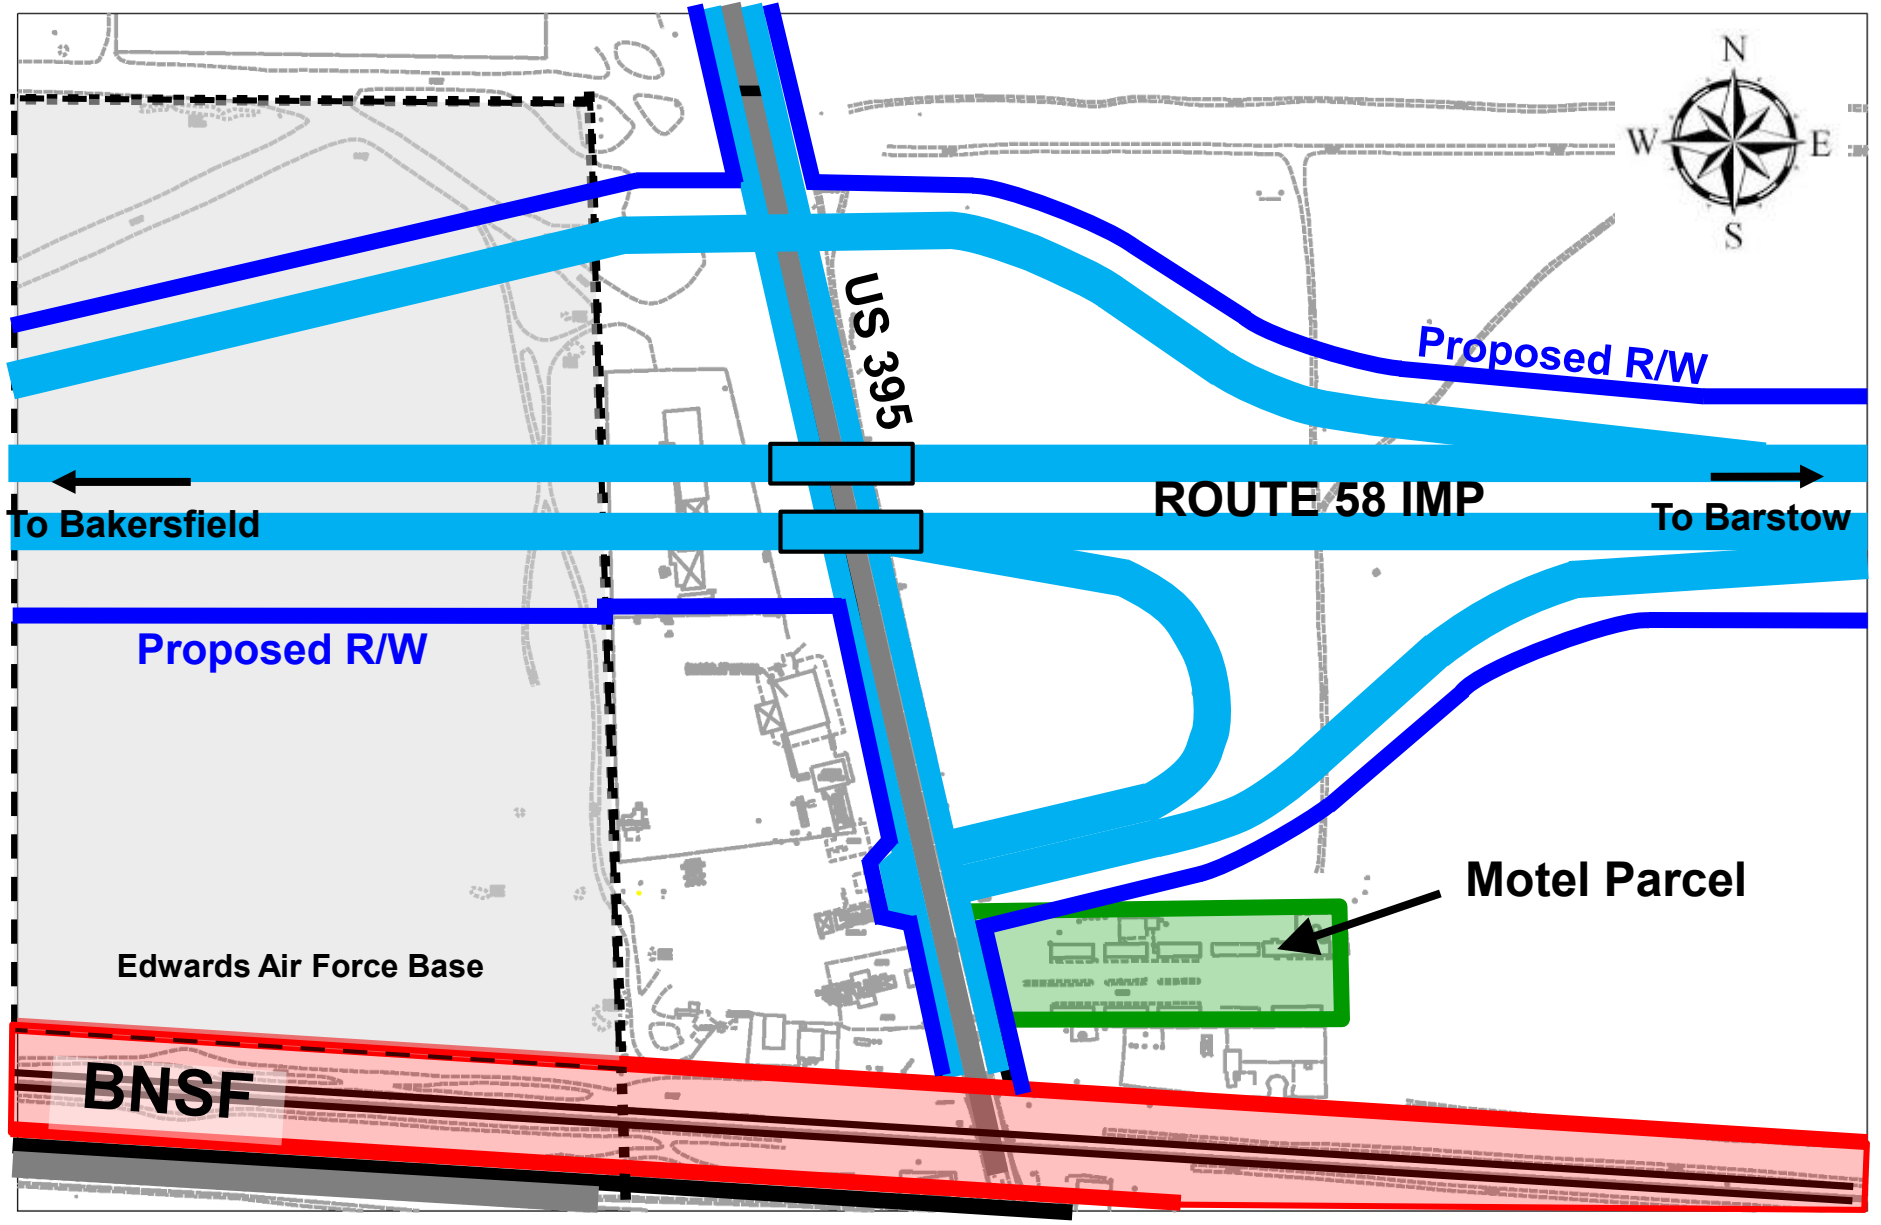 N
W E
S
US 395
Proposed R/W
ROUTE 58 IMP
To Bakersfield
To Barstow
Proposed R/W
Motel Parcel
Edwards Air Force Base
BNSF